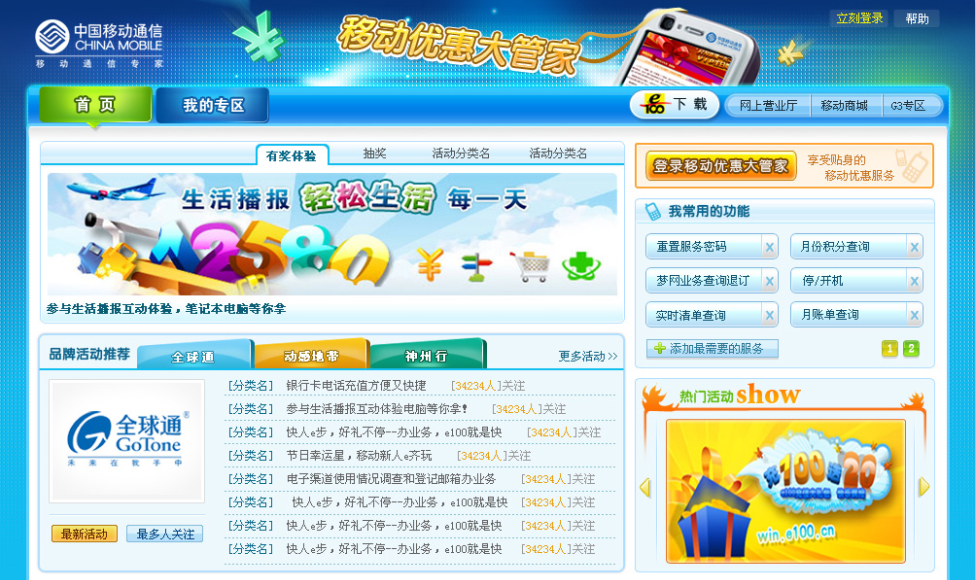 中国移动通信
CHINA MOBILE
移动通信专家
移动优惠大管家
立刻登录 帮助
首页 我的专区
e100 下载 网上营业厅 移动商城 G3专区
有奖体验 抽奖 活动分类名 活动分类名
生活播报 轻松生活 每一天
12580
参与生活播报互动体验，笔记本电脑等你拿
登录移动优惠大管家
享受贴身的
移动优惠服务
我常用的功能
重置服务密码 X 月份积分查询 X
梦网业务查询退订 X 停/开机 X
实时清单查询 X 月账单查询 X
添加最需要的服务 1 2
品牌活动推荐 全球通 动感地带 神州行 更多活动>>
全球通®
GoTone
未来在我手中
最新活动 最多人关注
[分类名] 银行卡电话充值方便又快捷 [34234人]关注
[分类名] 参与生活播报互动体验电脑等你拿! [34234人]关注
[分类名] 快人e步，好礼不停--办业务，e100就是快 [34234人]关注
[分类名] 节日幸运星，移动新人e齐玩 [34234人]关注
[分类名] 电子渠道使用情况调查和登记邮箱办业务 [34234人]关注
[分类名] 快人e步，好礼不停--办业务，e100就是快 [34234人]关注
[分类名] 快人e步，好礼不停--办业务，e100就是快 [34234人]关注
[分类名] 快人e步，好礼不停--办业务，e100就是快 [34234人]关注
热门活动show
充100送20
win.e100.cn